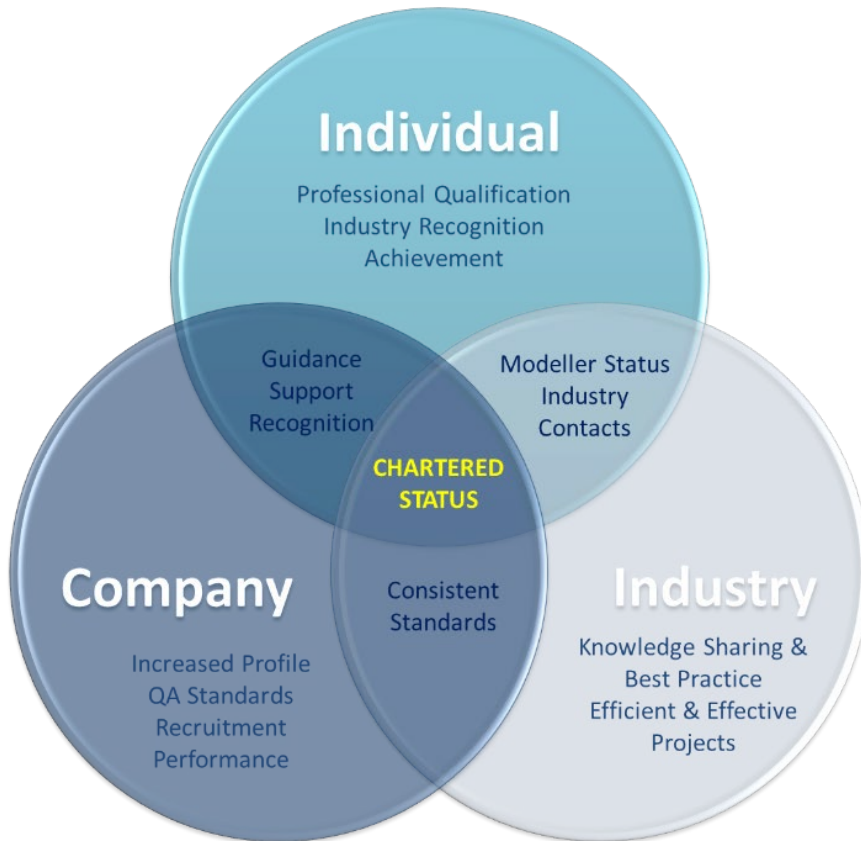 Individual
Professional Qualification
Industry Recognition
Achievement
Guidance
Support
Recognition
Modeller Status
Industry
Contacts
CHARTERED
STATUS
Company
Increased Profile
QA Standards
Recruitment
Performance
Consistent
Standards
Industry
Knowledge Sharing &
Best Practice
Efficient & Effective
Projects